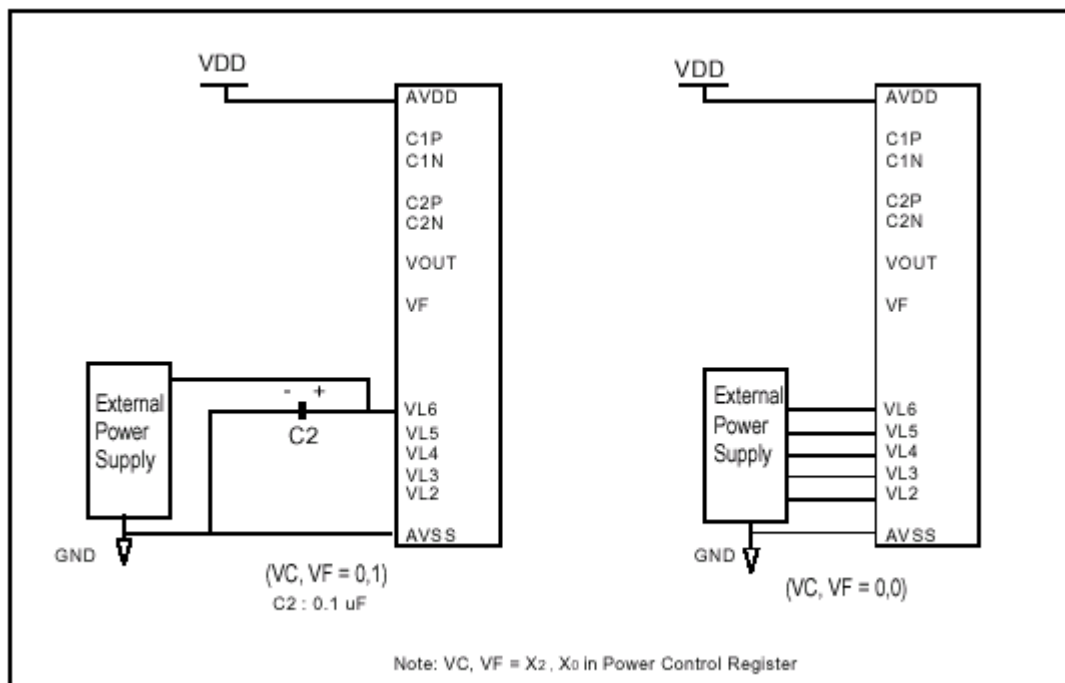 VDD
AVDD
C1P
C1N
C2P
C2N
VOUT
VF
External
Power
Supply
- +
C2
VL6
VL5
VL4
VL3
VL2
AVSS
GND
(VC, VF = 0,1)
C2 : 0.1 uF
VDD
AVDD
C1P
C1N
C2P
C2N
VOUT
VF
External
Power
Supply
VL6
VL5
VL4
VL3
VL2
AVSS
GND
(VC, VF = 0,0)
Note: VC, VF = X2 , X0 in Power Control Register